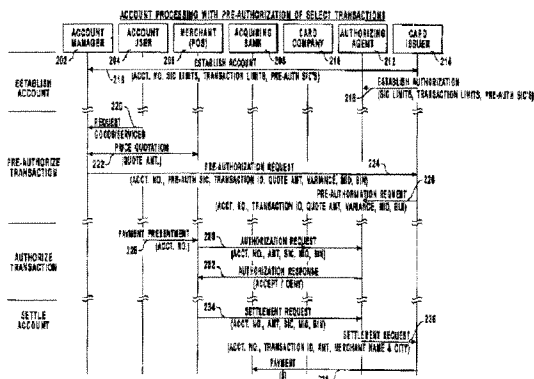 ACCOUNT PROCESSING WITH PRE-AUTHORIZATION OF SELECT TRANSACTIONS
ACCOUNT MANAGER
ACCOUNT USER
MERCHANT (POS)
ACQUIRING BANK
CARD COMPANY
AUTHORIZING AGENT
CARD ISSUER
202
204
206
208
210
212
214
ESTABLISH ACCOUNT
216
(ACCT. NO. SIC LIMITS, TRANSACTION LIMITS, PRE-AUTH SIC'S)
ESTABLISH ACCOUNT
ESTABLISH AUTHORIZATION
218
(SIC LIMITS, TRANSACTION LIMITS, PRE-AUTH SIC'S)
220
REQUEST
GOODS/SERVICES
PRICE QUOTATION
222
(QUOTE AMT.)
PRE-AUTHORIZE TRANSACTION
PRE-AUTHORIZATION REQUEST
224
(ACCT. NO., PRE-AUTH SIC, TRANSACTION ID, QUOTE AMT, VARIANCE, MID, BIN)
226
PRE-AUTHORIZATION REQUEST
(ACCT. NO., TRANSACTION ID, QUOTE AMT, VARIANCE, MID, BIN)
AUTHORIZE TRANSACTION
PAYMENT PRESENTMENT
(ACCT. NO.)
AUTHORIZATION REQUEST
(ACCT. NO., AMT, SIC, MID, BIN)
232
AUTHORIZATION RESPONSE
(ACCEPT / DENY)
SETTLE ACCOUNT
234
SETTLEMENT REQUEST
(ACCT. NO., AMT, SIC, MID, BIN)
236
SETTLEMENT REQUEST
(ACCT. NO., TRANSACTION ID, AMT, MERCHANT NAME & CITY)
PAYMENT
($)